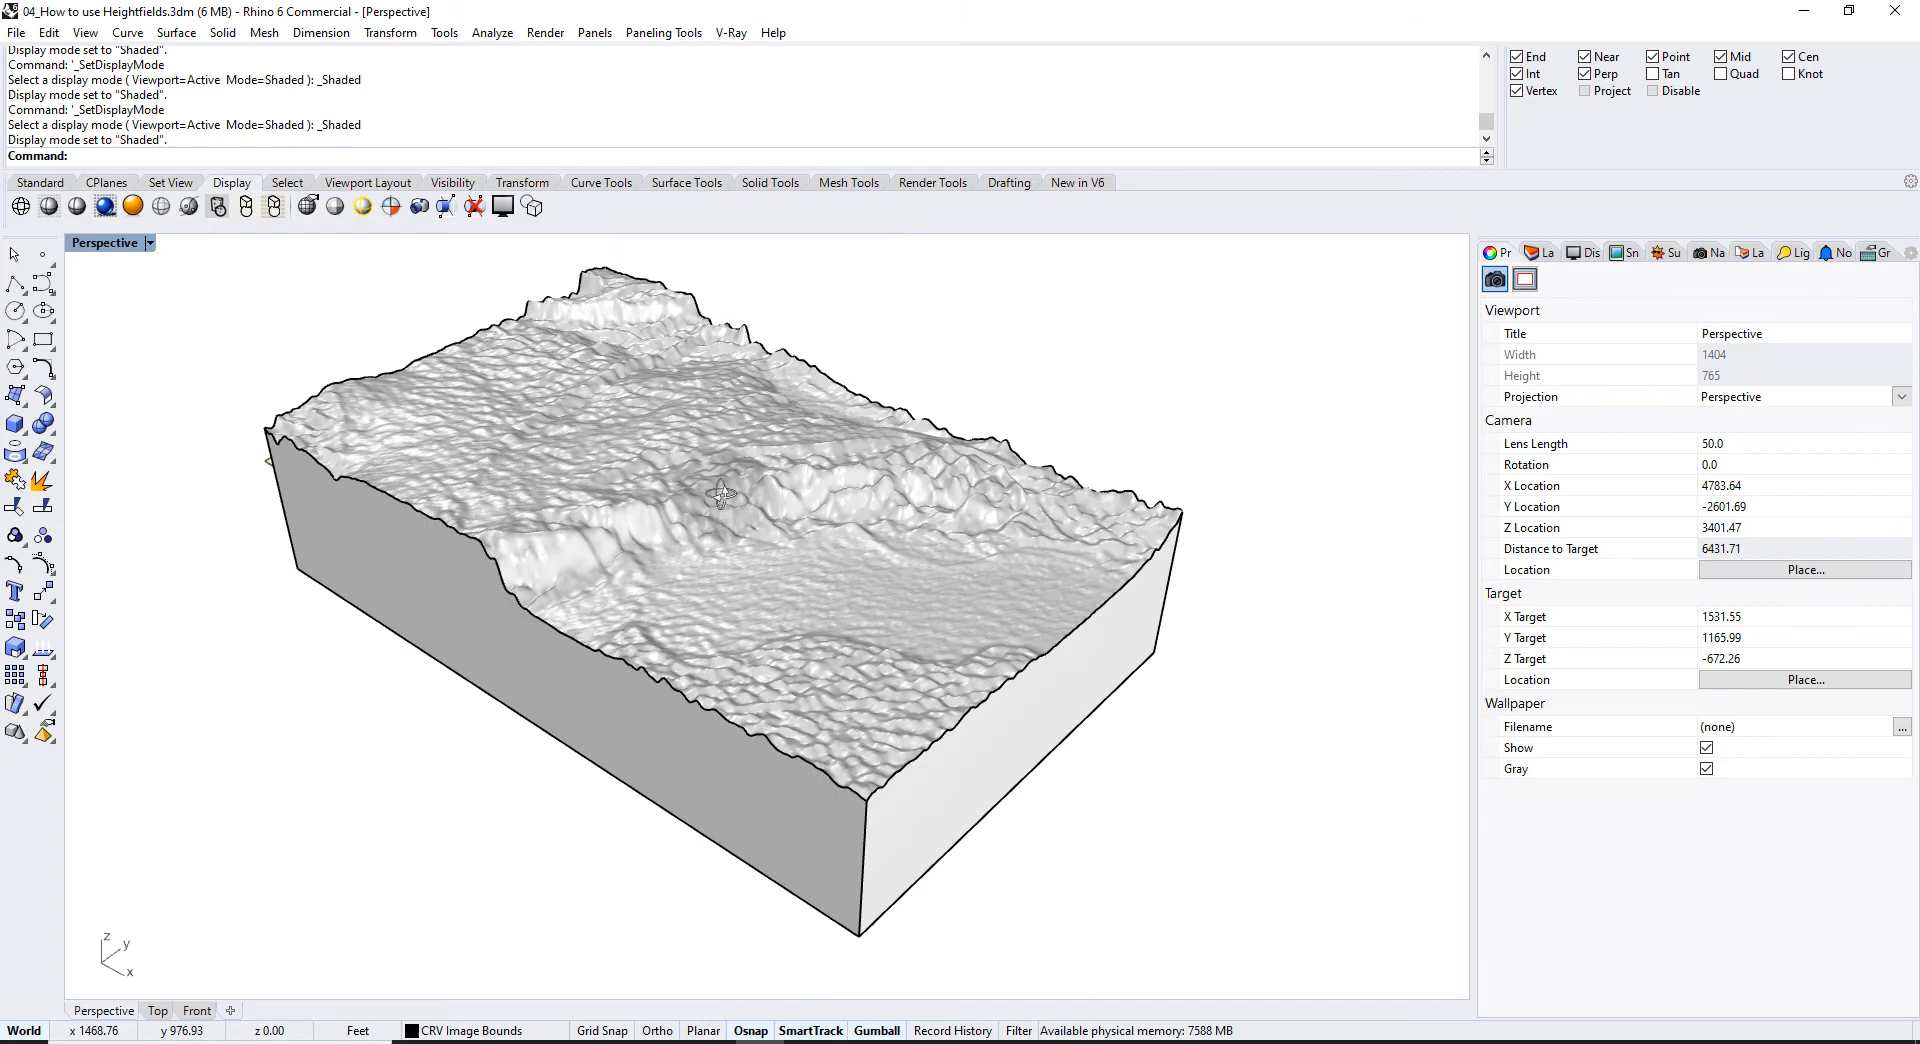 04_How to use Heightfields.3dm (6 MB) - Rhino 6 Commercial - [Perspective]
File Edit View Curve Surface Solid Mesh Dimension Transform Tools Analyze Render Panels Paneling Tools V-Ray Help
Display mode set to "Shaded".
Command: '_SetDisplayMode
Select a display mode ( Viewport=Active Mode=Shaded ): _Shaded
Display mode set to "Shaded".
Command: '_SetDisplayMode
Select a display mode ( Viewport=Active Mode=Shaded ): _Shaded
Display mode set to "Shaded".
Command:
End Near Point Mid Cen
Int Perp Tan Quad Knot
Vertex Project Disable
Standard CPlanes Set View Display Select Viewport Layout Visibility Transform Curve Tools Surface Tools Solid Tools Mesh Tools Render Tools Drafting New in V6
Perspective
Pr La Dis Sn Su Na La Lig No Gr
Viewport
Title Perspective
Width 1404
Height 765
Projection Perspective
Camera
Lens Length 50.0
Rotation 0.0
X Location 4783.64
Y Location -2601.69
Z Location 3401.47
Distance to Target 6431.71
Location Place...
Target
X Target 1531.55
Y Target 1165.99
Z Target -672.26
Location Place...
Wallpaper
Filename (none) ...
Show
Gray
z
y
x
Perspective Top Front
World x 1468.76 y 976.93 z 0.00 Feet CRV Image Bounds Grid Snap Ortho Planar Osnap SmartTrack Gumball Record History Filter Available physical memory: 7588 MB